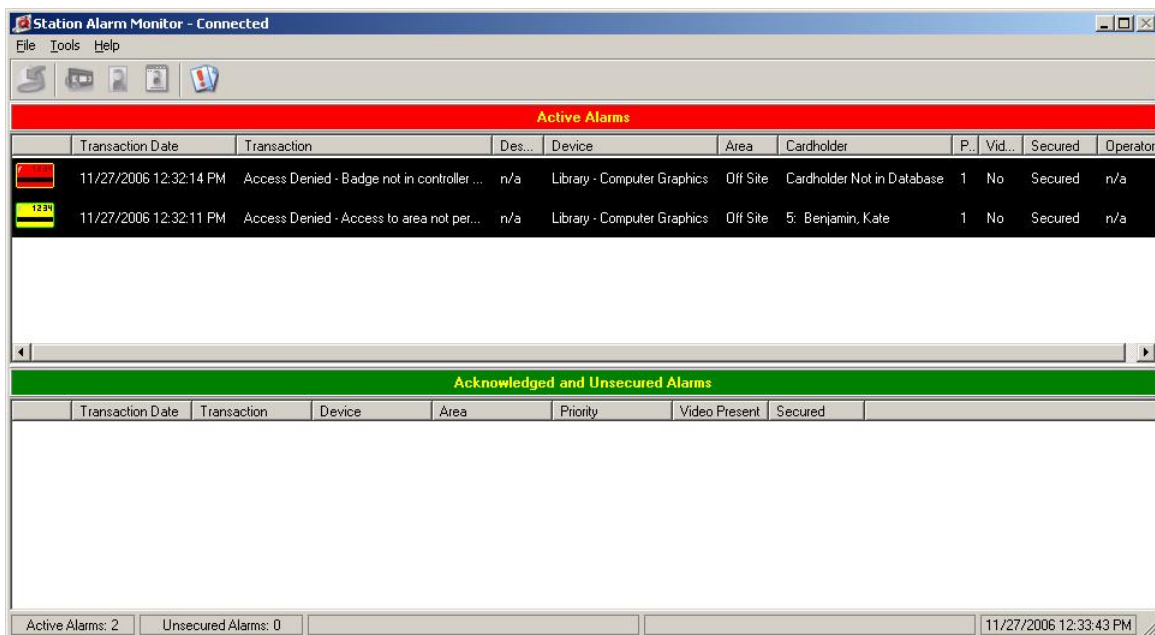 Station Alarm Monitor - Connected
File Tools Help
Active Alarms
Transaction Date Transaction Des... Device Area Cardholder P.. Vid... Secured Operator
11/27/2006 12:32:14 PM Access Denied - Badge not in controller ... n/a Library - Computer Graphics Off Site Cardholder Not in Database 1 No Secured n/a
1234
11/27/2006 12:32:11 PM Access Denied - Access to area not per... n/a Library - Computer Graphics Off Site 5: Benjamin, Kate 1 No Secured n/a
Acknowledged and Unsecured Alarms
Transaction Date Transaction Device Area Priority Video Present Secured
Active Alarms: 2 Unsecured Alarms: 0 11/27/2006 12:33:43 PM